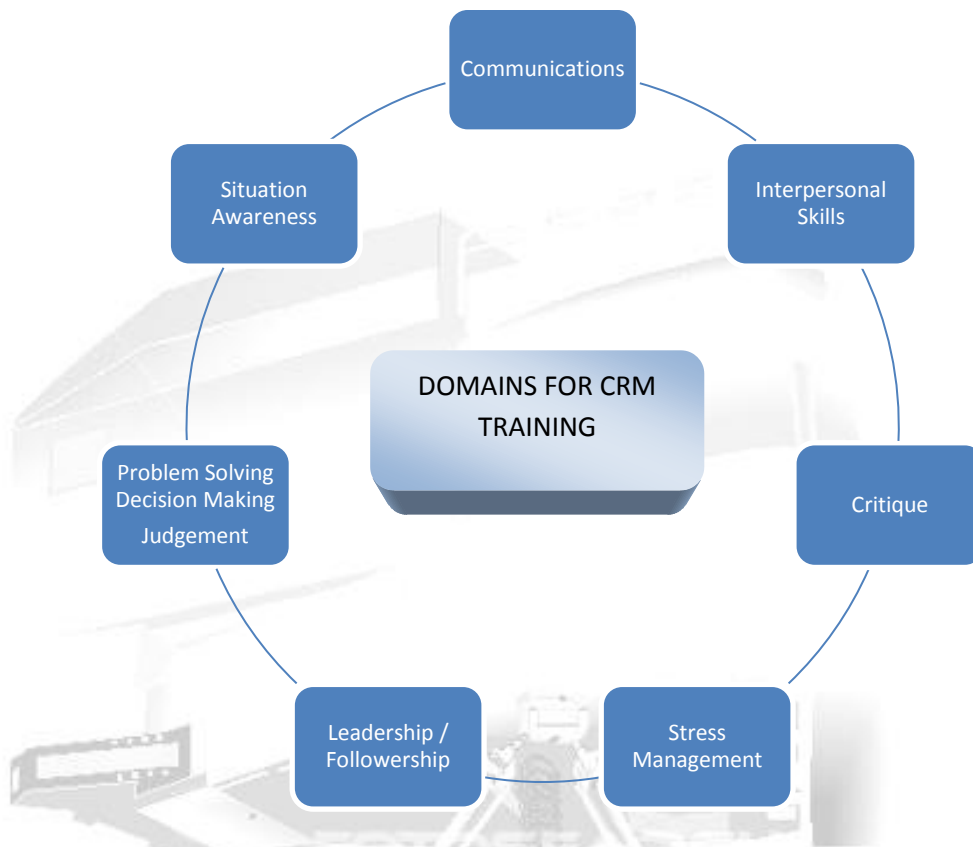 Communications
Interpersonal
Skills
Critique
Stress
Management
Leadership /
Followership
Problem Solving
Decision Making
Judgement
Situation
Awareness
DOMAINS FOR CRM
TRAINING